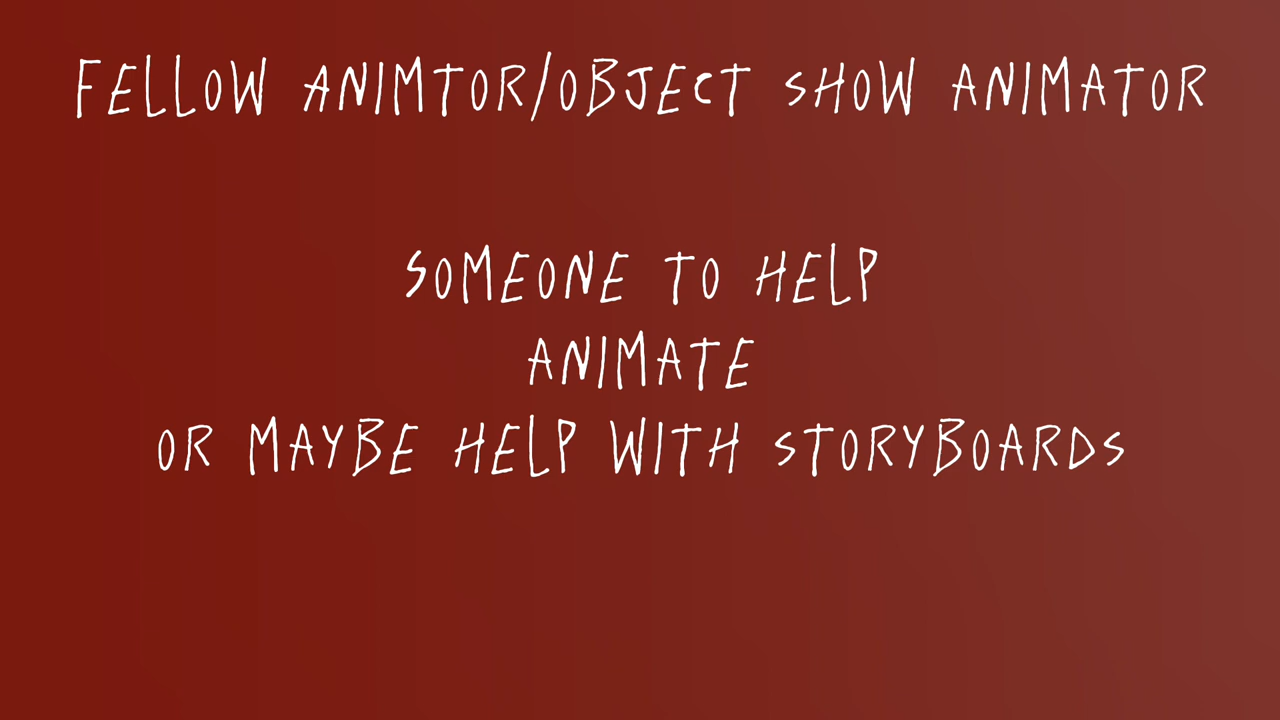 FELLOW ANIMTOR/OBJECT SHOW ANIMATOR
SOMEONE TO HELP
ANIMATE
OR MAYBE HELP WITH STORYBOARDS